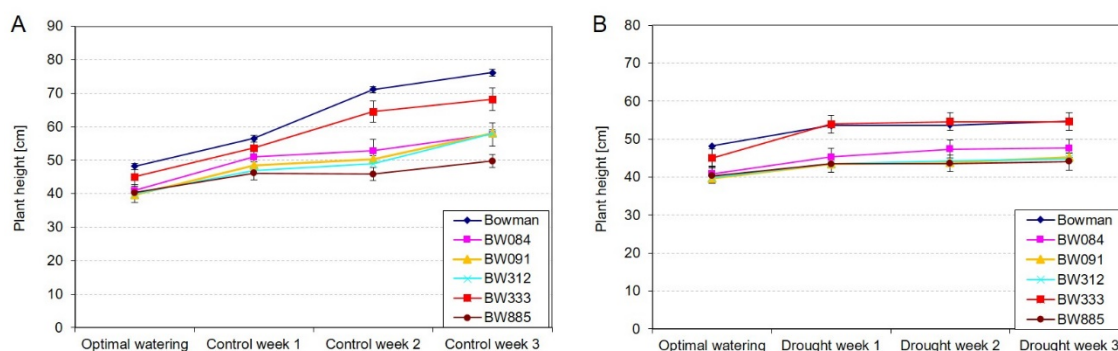 A
Plant height [cm]
90
80
70
60
50
40
30
20
10
0
Optimal watering Control week 1 Control week 2 Control week 3
Bowman
BW084
BW091
BW312
BW333
BW885
B
Plant height [cm]
80
70
60
50
40
30
20
10
0
Optimal watering Drought week 1 Drought week 2 Drought week 3
Bowman
BW084
BW091
BW312
BW333
BW885